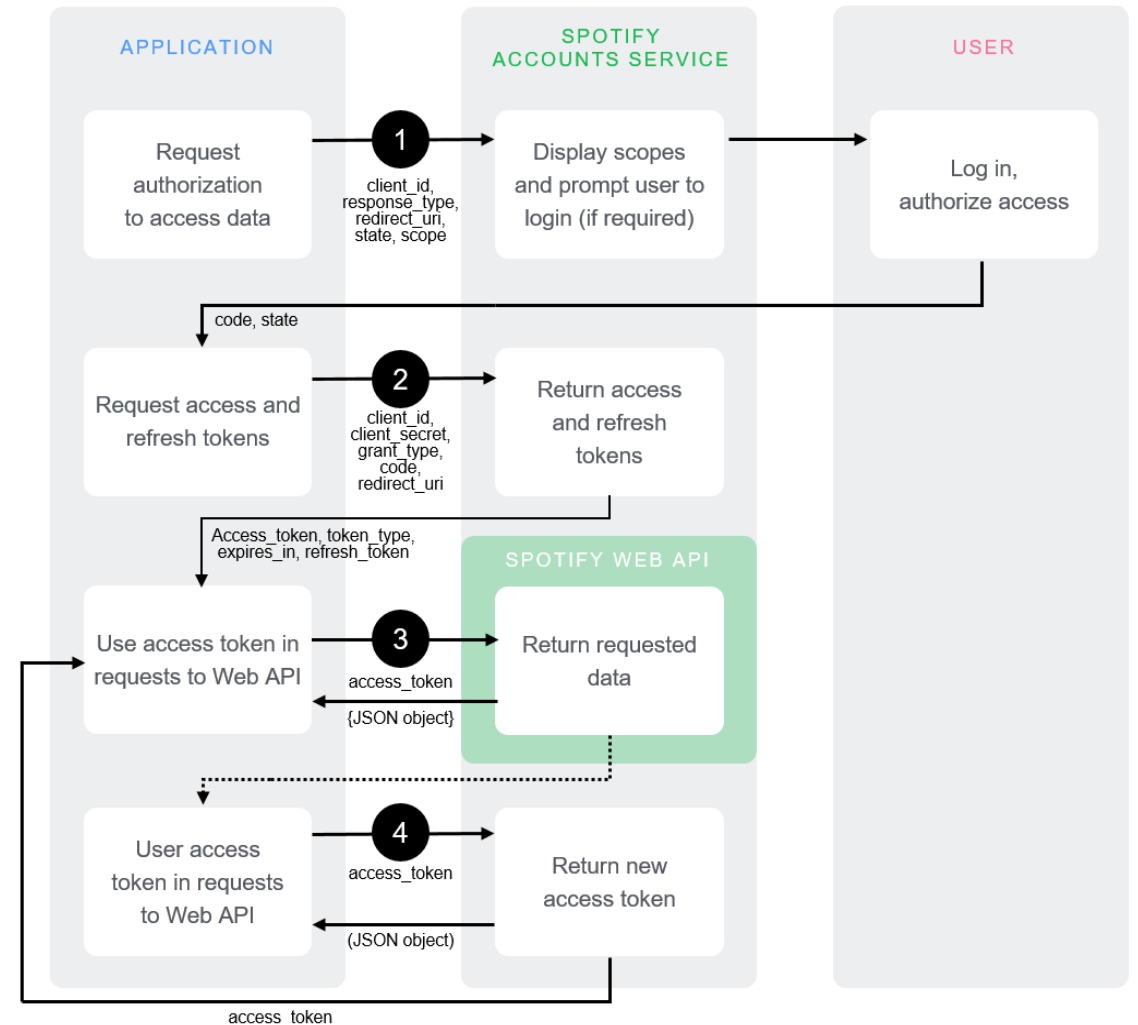 APPLICATION
SPOTIFY
ACCOUNTS SERVICE
USER
Request
authorization
to access data
1
client_id,
response_type,
redirect_uri,
state, scope
Display scopes
and prompt user to
login (if required)
Log in,
authorize access
code, state
Request access and
refresh tokens
2
client_id,
client_secret,
grant_type,
code,
redirect_uri
Return access
and refresh
tokens
Access_token, token_type,
expires_in, refresh_token
SPOTIFY WEB API
Use access token in
requests to Web API
3
access_token
{JSON object}
Return requested
data
User access
token in requests
to Web API
4
access_token
(JSON object)
Return new
access token
access_token